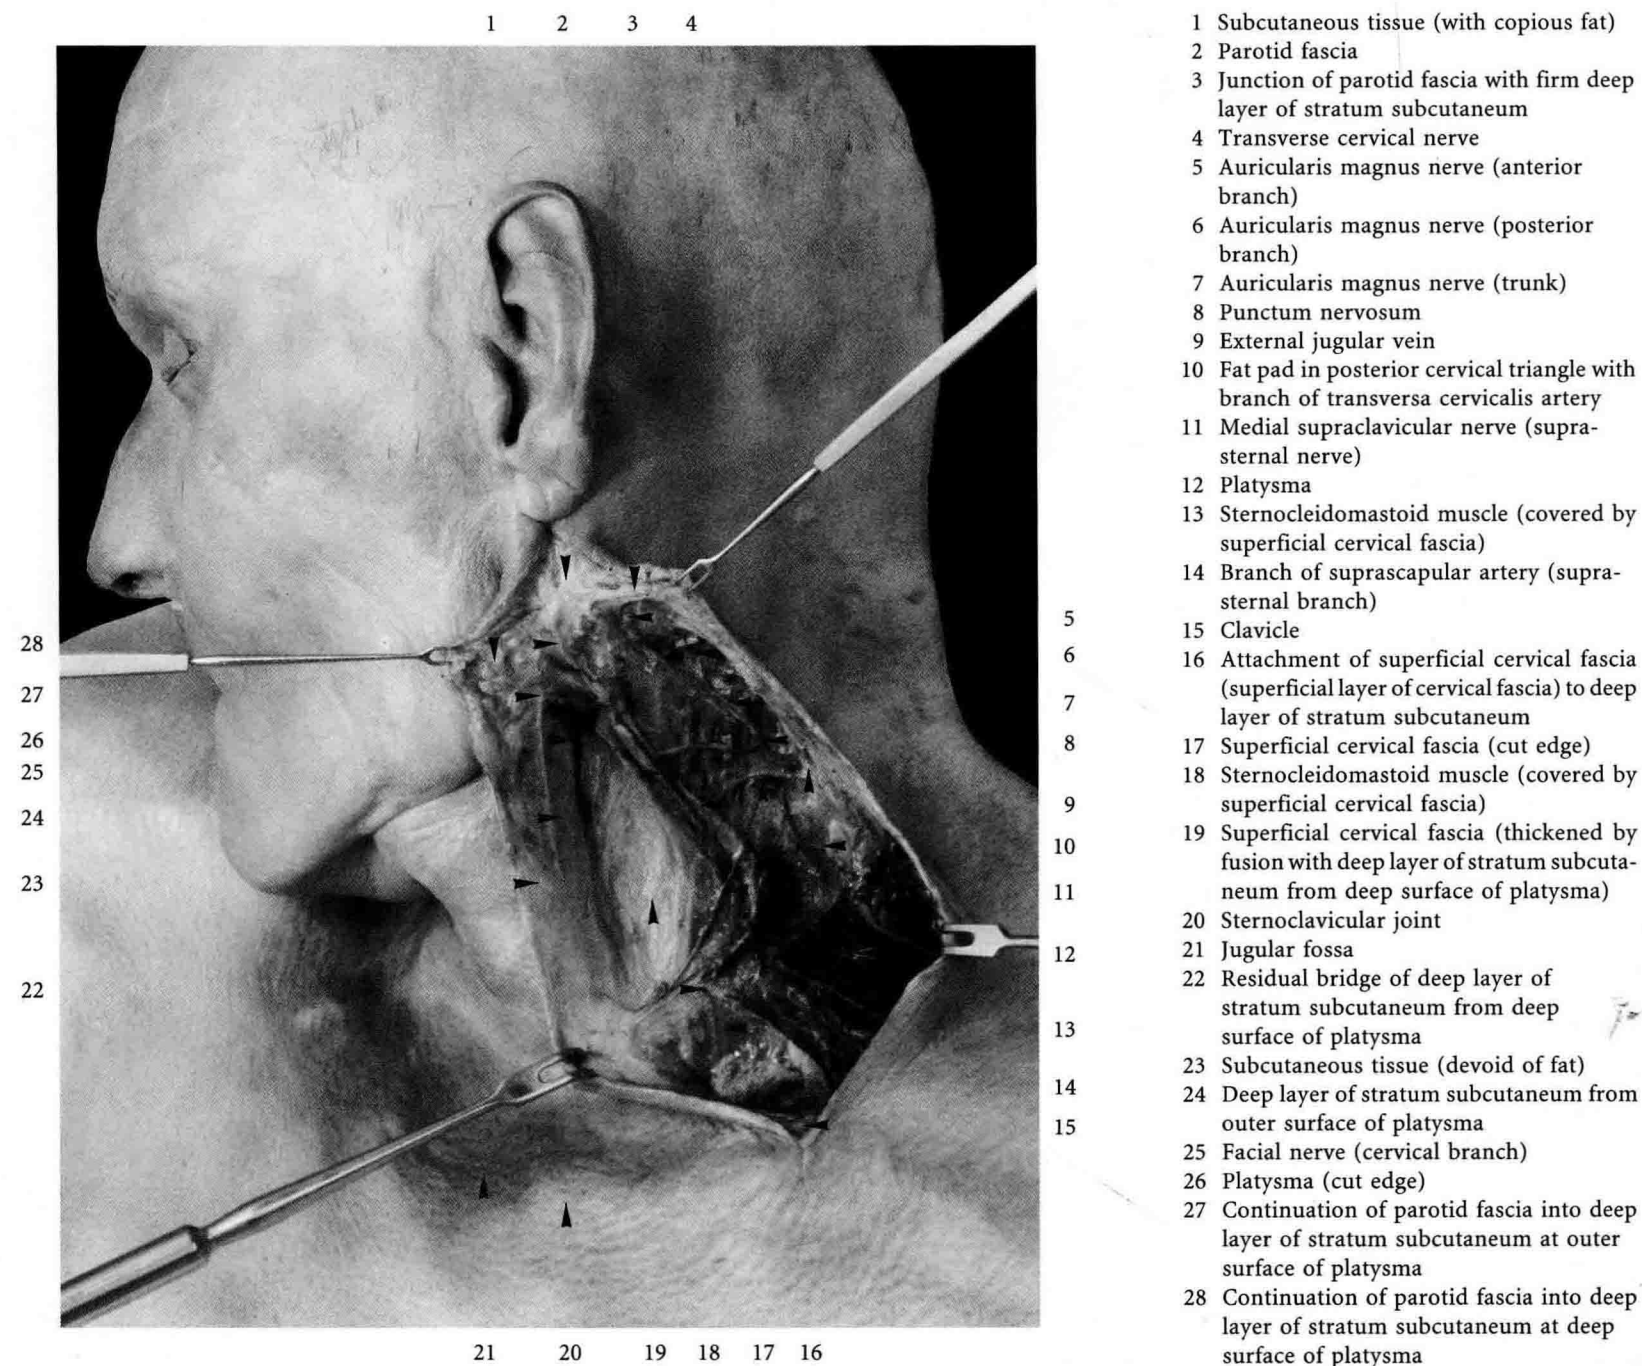 1 2 3 4
28
27
26
25
24
23
22
5
6
7
8
9
10
11
12
13
14
15
21 20 19 18 17 16
1 Subcutaneous tissue (with copious fat)
2 Parotid fascia
3 Junction of parotid fascia with firm deep
layer of stratum subcutaneum
4 Transverse cervical nerve
5 Auricularis magnus nerve (anterior
branch)
6 Auricularis magnus nerve (posterior
branch)
7 Auricularis magnus nerve (trunk)
8 Punctum nervosum
9 External jugular vein
10 Fat pad in posterior cervical triangle with
branch of transversa cervicalis artery
11 Medial supraclavicular nerve (supra-
sternal nerve)
12 Platysma
13 Sternocleidomastoid muscle (covered by
superficial cervical fascia)
14 Branch of suprascapular artery (supra-
sternal branch)
15 Clavicle
16 Attachment of superficial cervical fascia
(superficial layer of cervical fascia) to deep
layer of stratum subcutaneum
17 Superficial cervical fascia (cut edge)
18 Sternocleidomastoid muscle (covered by
superficial cervical fascia)
19 Superficial cervical fascia (thickened by
fusion with deep layer of stratum subcuta-
neum from deep surface of platysma)
20 Sternoclavicular joint
21 Jugular fossa
22 Residual bridge of deep layer of
stratum subcutaneum from deep
surface of platysma
23 Subcutaneous tissue (devoid of fat)
24 Deep layer of stratum subcutaneum from
outer surface of platysma
25 Facial nerve (cervical branch)
26 Platysma (cut edge)
27 Continuation of parotid fascia into deep
layer of stratum subcutaneum at outer
surface of platysma
28 Continuation of parotid fascia into deep
layer of stratum subcutaneum at deep
surface of platysma